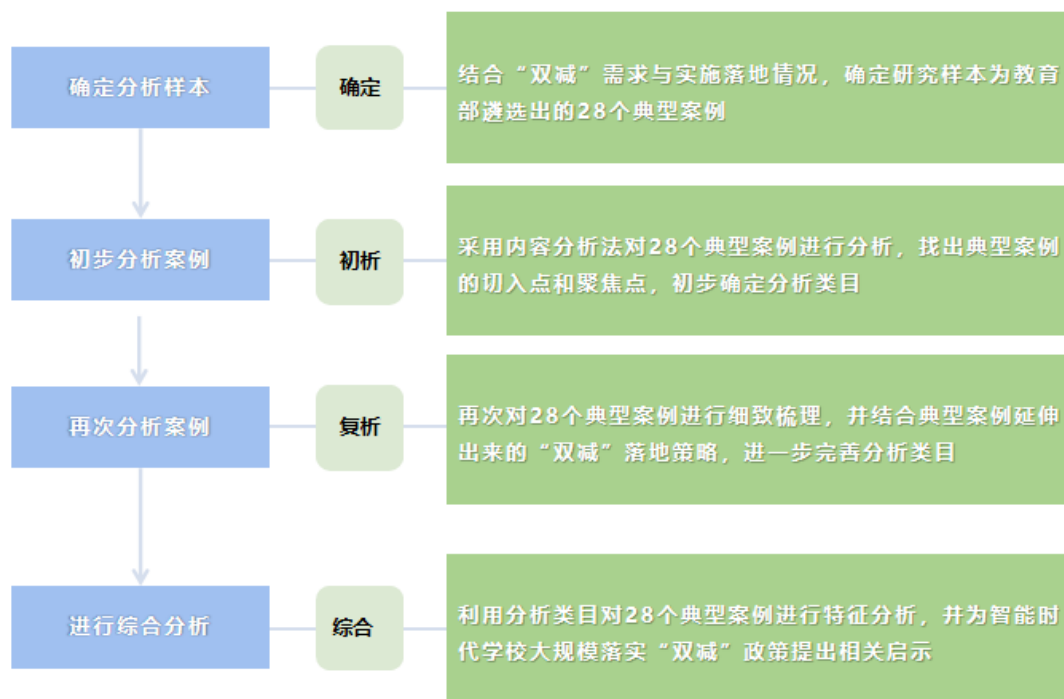 确定分析样本
确定
结合“双减”需求与实施落地情况，确定研究样本为教育
部遴选出的28个典型案例
初步分析案例
初析
采用内容分析法对28个典型案例进行分析，找出典型案例
的切入点和聚焦点，初步确定分析类目
再次分析案例
复析
再次对28个典型案例进行细致梳理，并结合典型案例延伸
出来的“双减”落地策略，进一步完善分析类目
进行综合分析
综合
利用分析类目对28个典型案例进行特征分析，并为智能时
代学校大规模落实“双减”政策提出相关启示